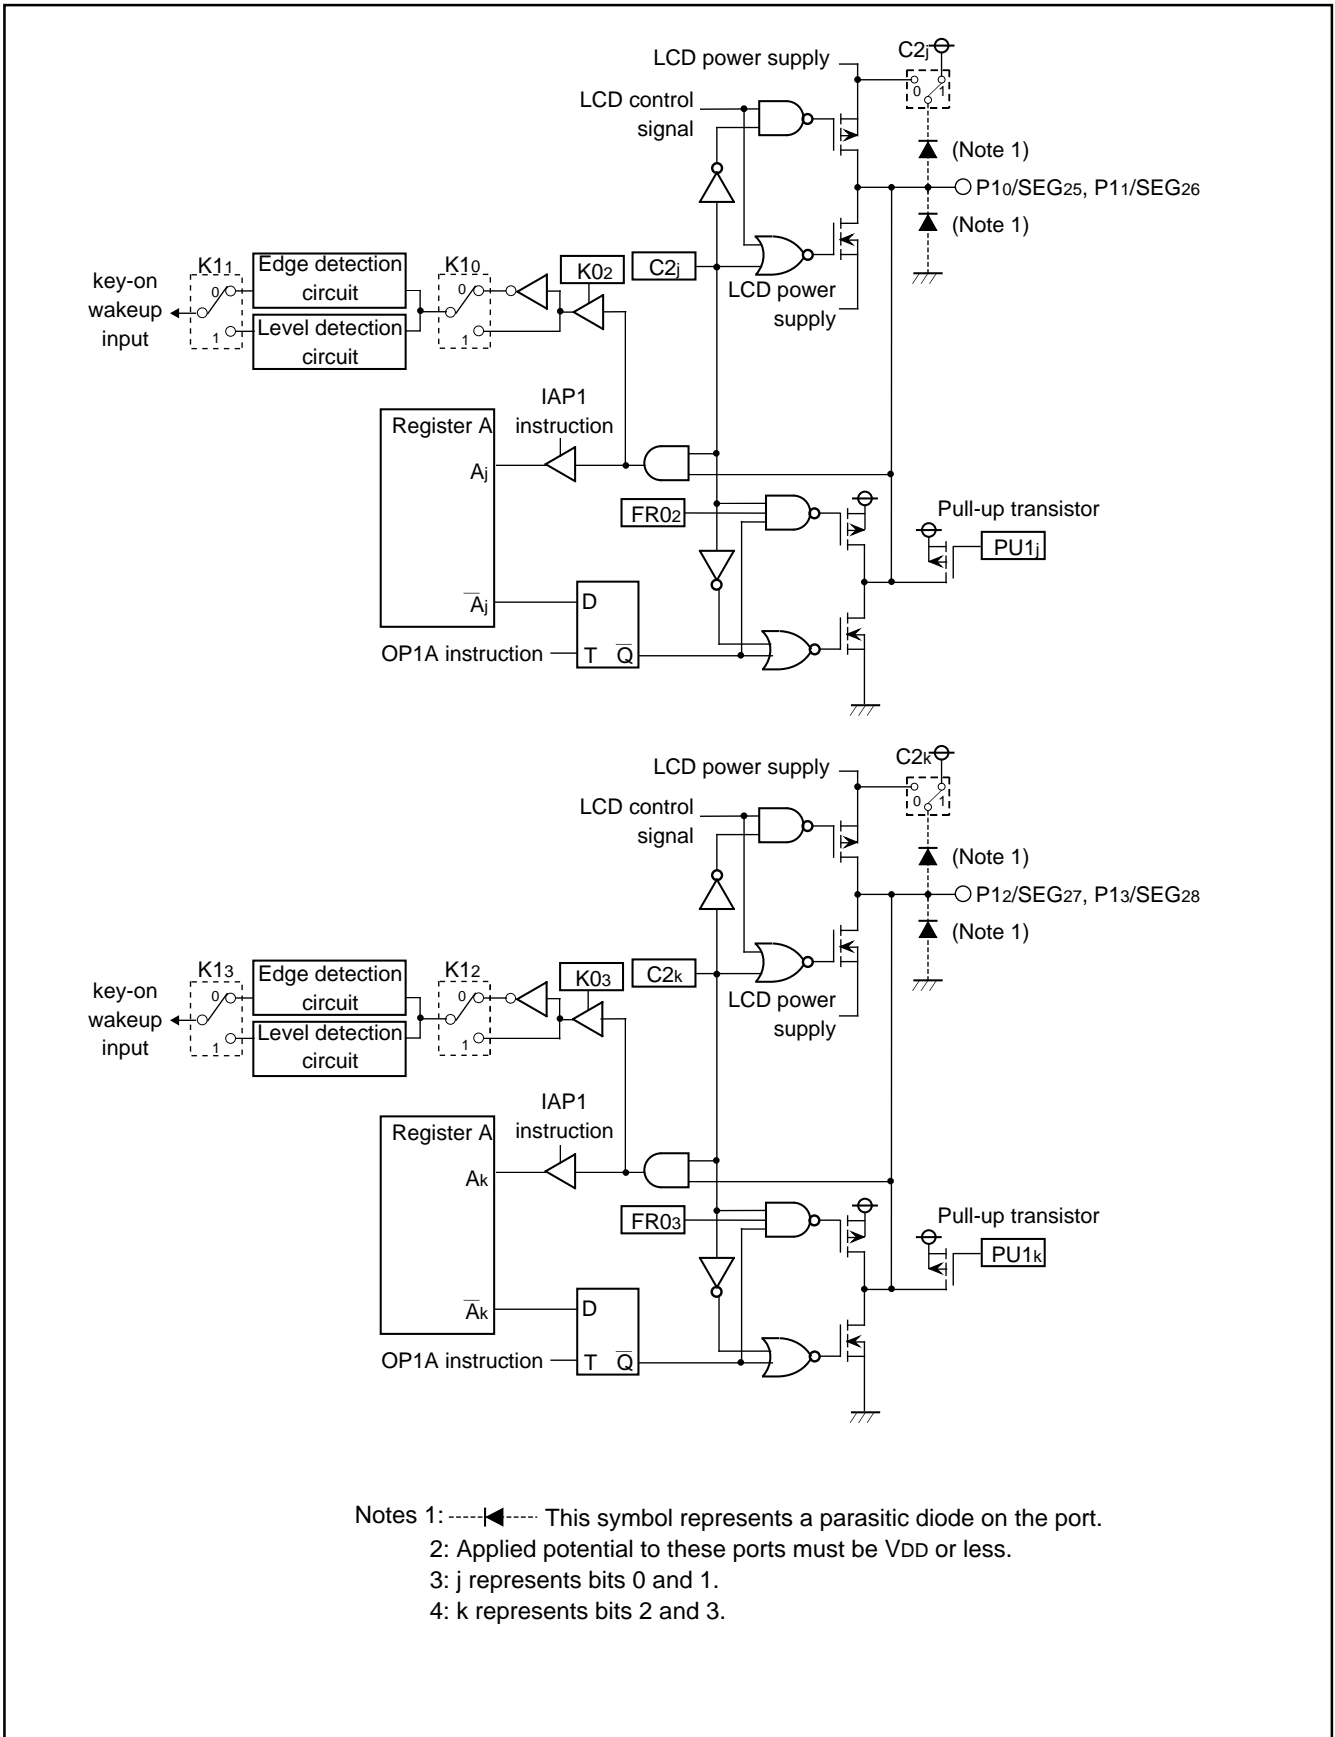 LCD power supply
C2j
0 1
LCD control
signal
(Note 1)
P10/SEG25, P11/SEG26
(Note 1)
LCD power
supply
C2j
K02
K10
0
1
Edge detection
circuit
Level detection
circuit
K11
0
1
key-on
wakeup
input
IAP1
instruction
Register A
Aj
FR02
Pull-up transistor
PU1j
A̅j
D
T Q̅
OP1A instruction
LCD power supply
C2k
0 1
LCD control
signal
(Note 1)
P12/SEG27, P13/SEG28
(Note 1)
LCD power
supply
C2k
K03
K12
0
1
Edge detection
circuit
Level detection
circuit
K13
0
1
key-on
wakeup
input
IAP1
instruction
Register A
Ak
FR03
Pull-up transistor
PU1k
A̅k
D
T Q̅
OP1A instruction
Notes 1: This symbol represents a parasitic diode on the port.
2: Applied potential to these ports must be VDD or less.
3: j represents bits 0 and 1.
4: k represents bits 2 and 3.